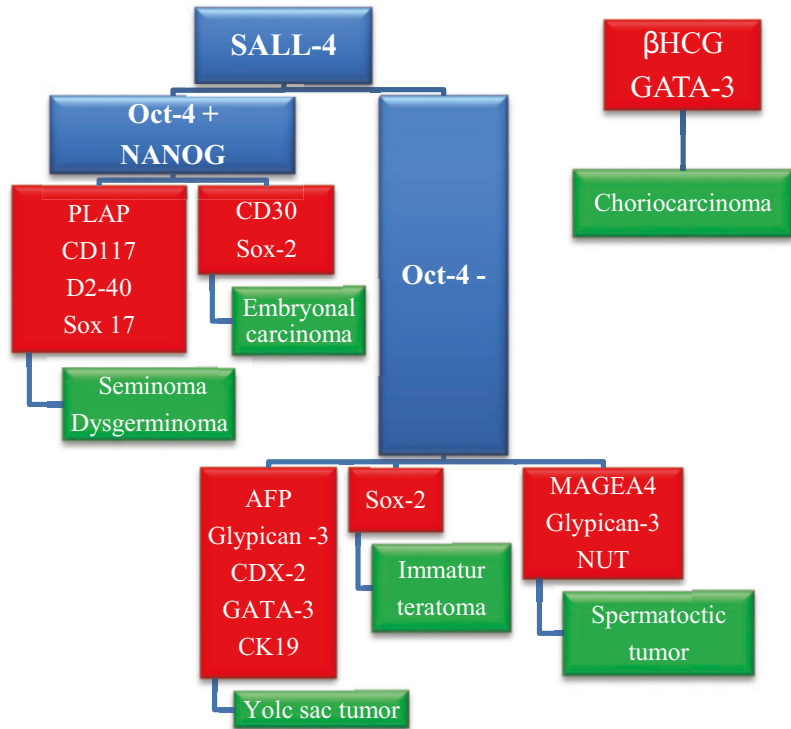 SALL-4
βHCG
GATA-3
Oct-4 +
NANOG
Oct-4 -
Choriocarcinoma
PLAP
CD117
D2-40
Sox 17
CD30
Sox-2
Embryonal
carcinoma
Seminoma
Dysgerminoma
AFP
Glypican -3
CDX-2
GATA-3
CK19
Sox-2
MAGEA4
Glypican-3
NUT
Immatur
teratoma
Spermatoctic
tumor
Yolc sac tumor